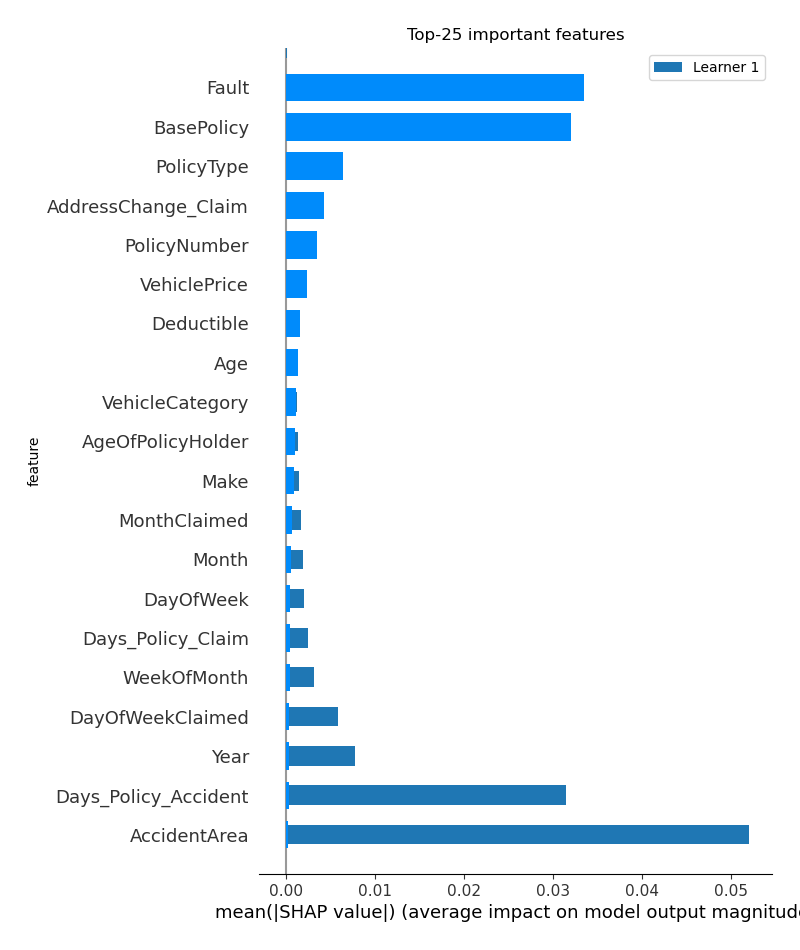 Top-25 important features
Learner 1
Fault
BasePolicy
PolicyType
AddressChange_Claim
PolicyNumber
VehiclePrice
Deductible
Age
VehicleCategory
AgeOfPolicyHolder
Make
MonthClaimed
Month
DayOfWeek
Days_Policy_Claim
WeekOfMonth
DayOfWeekClaimed
Year
Days_Policy_Accident
AccidentArea
feature
0.00 0.01 0.02 0.03 0.04 0.05
mean(|SHAP value|) (average impact on model output magnitude